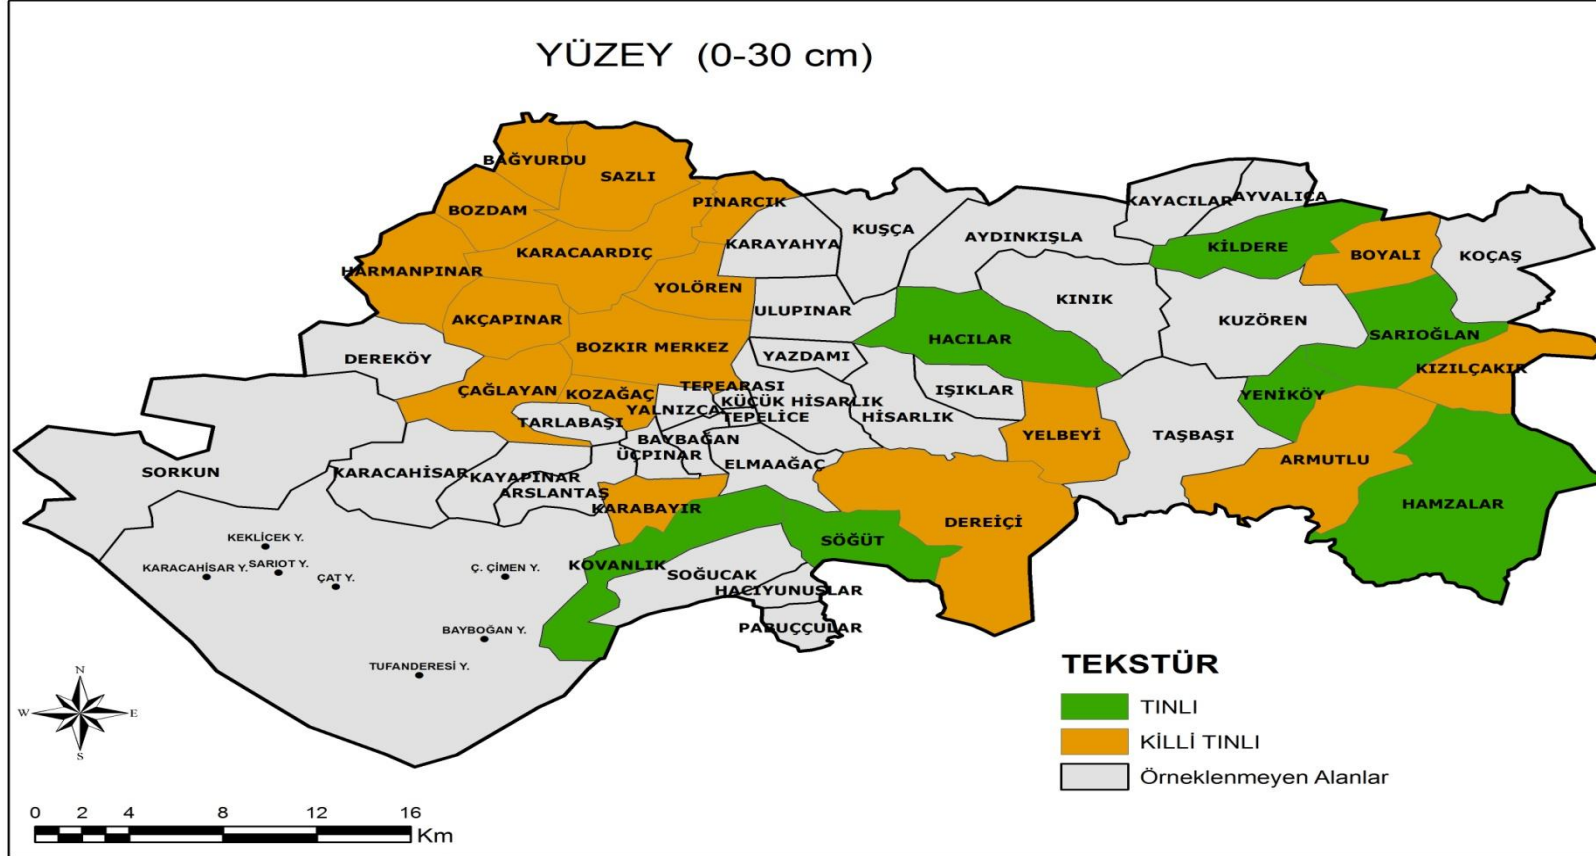 YÜZEY (0-30 cm)
BAĞYURDU
SAZLI
BOZDAM
PINARCIK
KARAYAHYA
KUŞÇA
AYDINKIŞLA
KAYACILAR
AYVALICA
KİLDERE
BOYALI
KOÇAŞ
HARMANPINAR
KARACAARDIÇ
YOLÖREN
AKÇAPINAR
ULUPINAR
KINIK
KUZÖREN
SARIOĞLAN
HACILAR
DEREKÖY
BOZKIR MERKEZ
YAZDAMI
KIZILÇAKIR
ÇAĞLAYAN
KOZAĞAÇ
TEPEARASI
IŞIKLAR
YENİKÖY
YALNIZCA
KÜÇÜK HİSARLIK
HİSARLIK
TARLABAŞI
TEPELİCE
BAYBAĞAN
YELBEYİ
TAŞBAŞI
ÜÇPINAR
ELMAAĞAÇ
ARMUTLU
SORKUN
KARACAHİSAR
KAYAPINAR
ARSLANTAŞ
KARABAYIR
HAMZALAR
DEREİÇİ
KEKLİCEK Y.
SÖĞÜT
KARACAHİSAR Y.
SARIOT Y.
ÇAT Y.
Ç. ÇİMEN Y.
KOVANLIK
SOĞUCAK
HACIYUNUSLAR
BAYBOĞAN Y.
PABUÇÇULAR
TUFANDERESİ Y.
TEKSTÜR
TINLI
KİLLİ TINLI
Örneklenmeyen Alanlar
N
W
E
S
0 2 4 8 12 16
Km